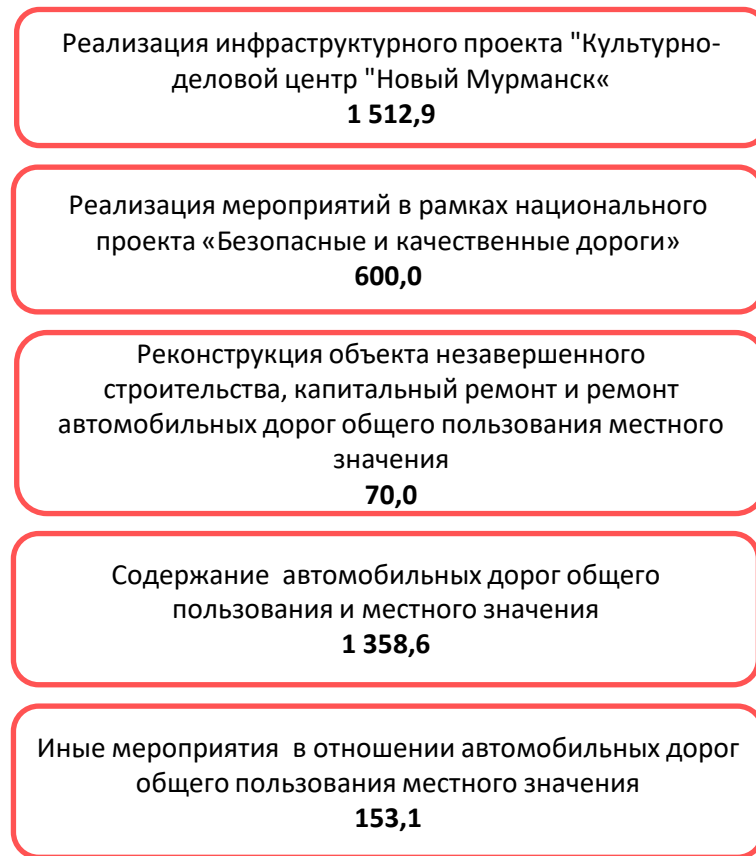 Реализация инфраструктурного проекта "Культурно-
деловой центр "Новый Мурманск«
1 512,9
Реализация мероприятий в рамках национального
проекта «Безопасные и качественные дороги»
600,0
Реконструкция объекта незавершенного
строительства, капитальный ремонт и ремонт
автомобильных дорог общего пользования местного
значения
70,0
Содержание  автомобильных дорог общего
пользования и местного значения
1 358,6
Иные мероприятия  в отношении автомобильных дорог
общего пользования местного значения
153,1